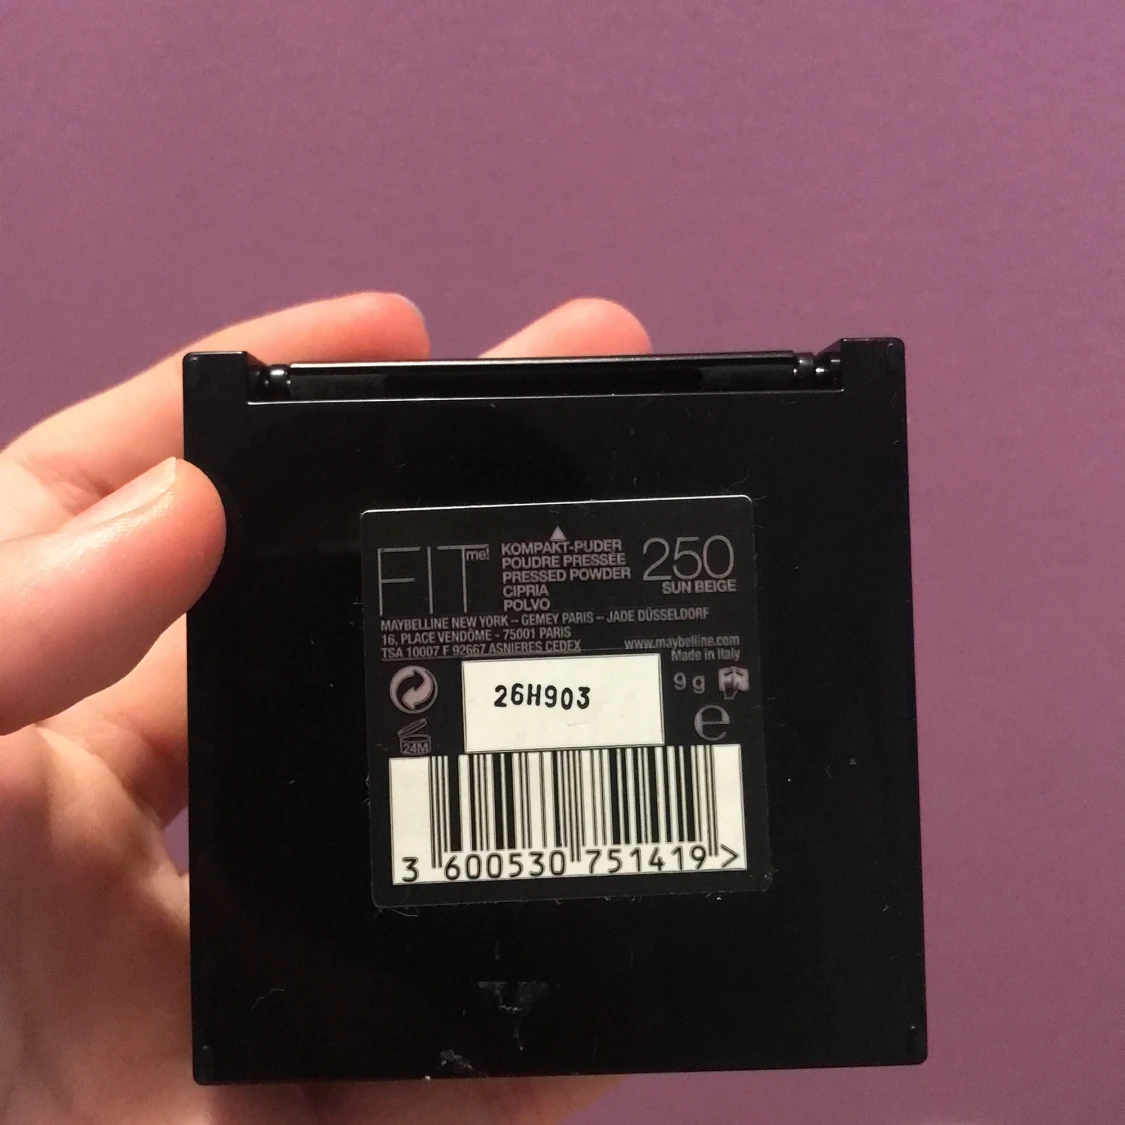 FIT me!
KOMPAKT-PUDER
POUDRE PRESSÉE
PRESSED POWDER
CIPRIA
POLVO
250
SUN BEIGE
MAYBELLINE NEW YORK – GEMEY PARIS – JADE DÜSSELDORF
16, PLACE VENDÔME - 75001 PARIS
TSA 10007 F 92667 ASNIERES CEDEX
www.maybelline.com
Made in Italy
26H903
9 g
24M
e
3 600530 751419 >